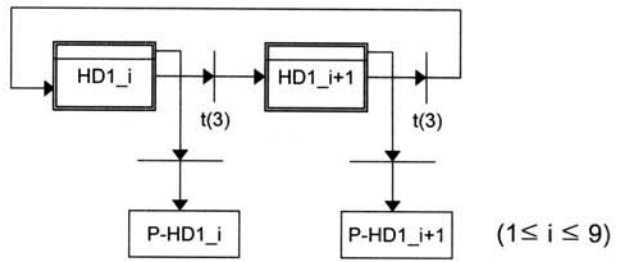 HD1_i
HD1_i+1
t(3)
t(3)
P-HD1_i
P-HD1_i+1
(1≤ i ≤ 9)